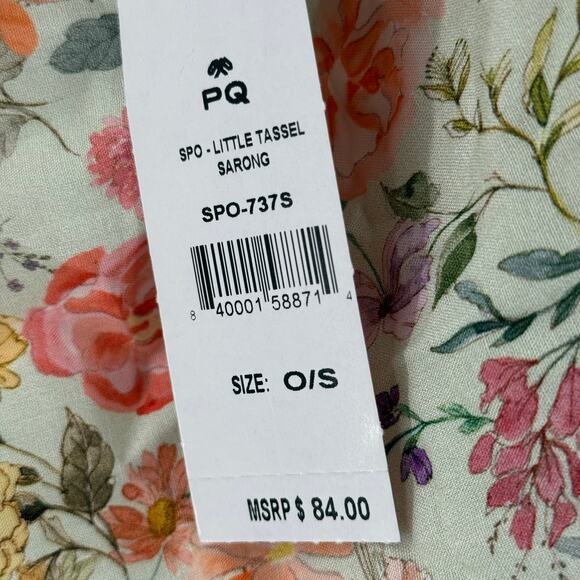 PQ
SPO - LITTLE TASSEL
SARONG
SPO-737S
8 40001 58871 4
SIZE: O/S
MSRP $ 84.00